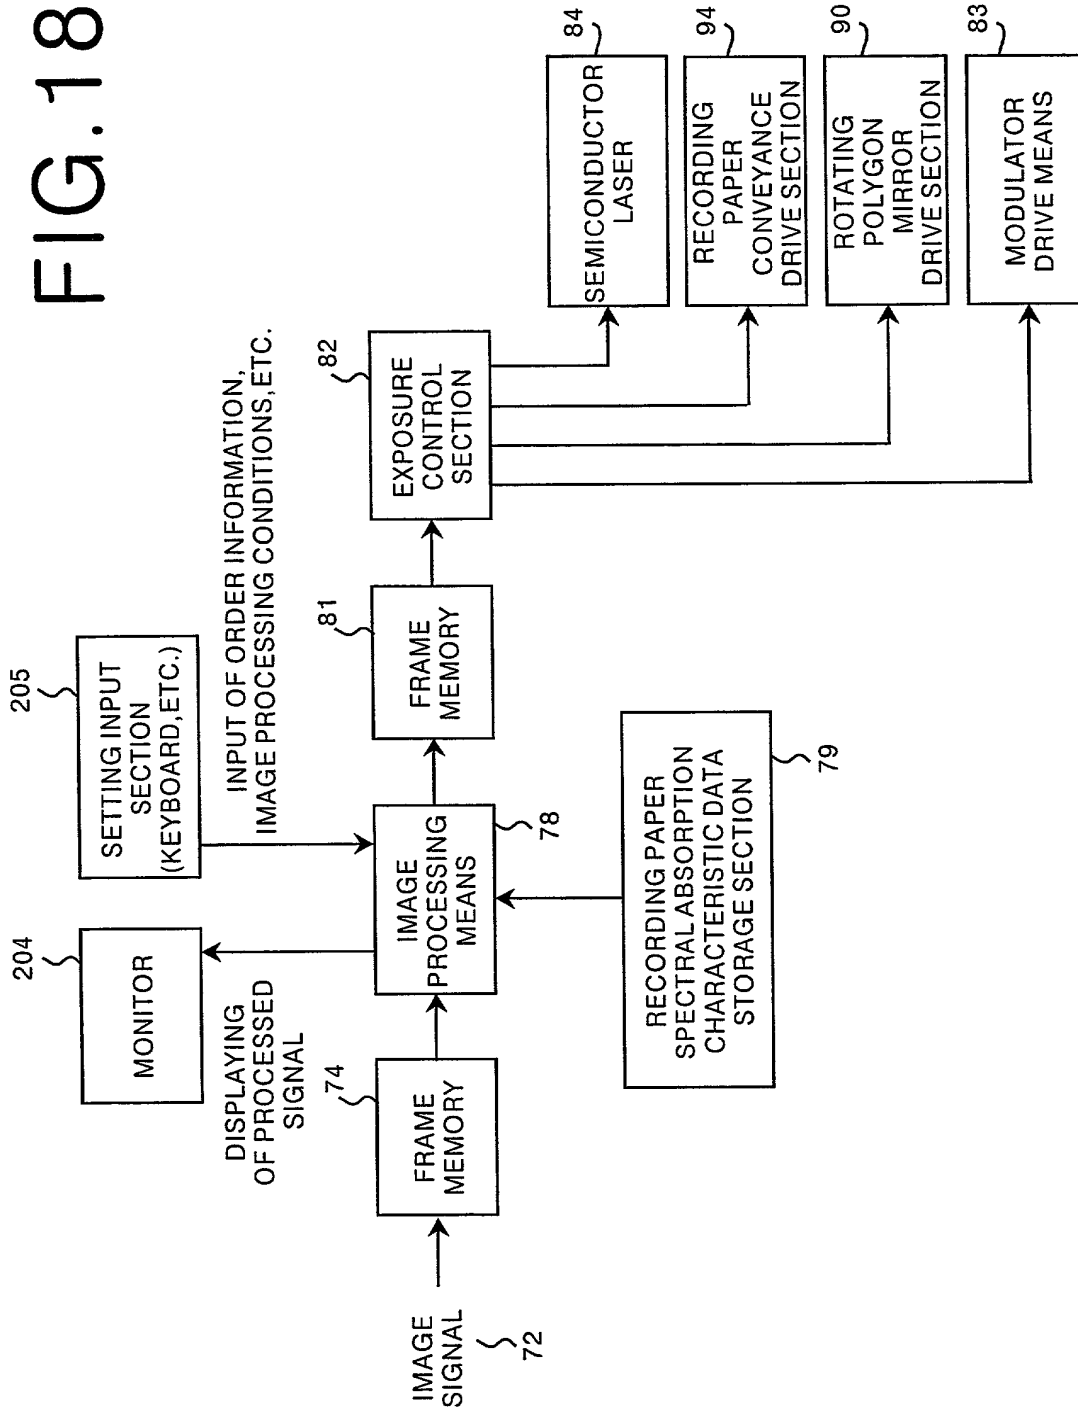 FIG.18
204
MONITOR
205
SETTING INPUT
SECTION
(KEYBOARD,ETC.)
DISPLAYING
OF PROCESSED
SIGNAL
INPUT OF ORDER INFORMATION,
IMAGE PROCESSING CONDITIONS,ETC.
IMAGE
SIGNAL
72
74
FRAME
MEMORY
IMAGE
PROCESSING
MEANS
78
81
FRAME
MEMORY
82
EXPOSURE
CONTROL
SECTION
RECORDING PAPER
SPECTRAL ABSORPTION
CHARACTERISTIC DATA
STORAGE SECTION
79
84
SEMICONDUCTOR
LASER
94
RECORDING
PAPER
CONVEYANCE
DRIVE SECTION
90
ROTATING
POLYGON
MIRROR
DRIVE SECTION
83
MODULATOR
DRIVE MEANS